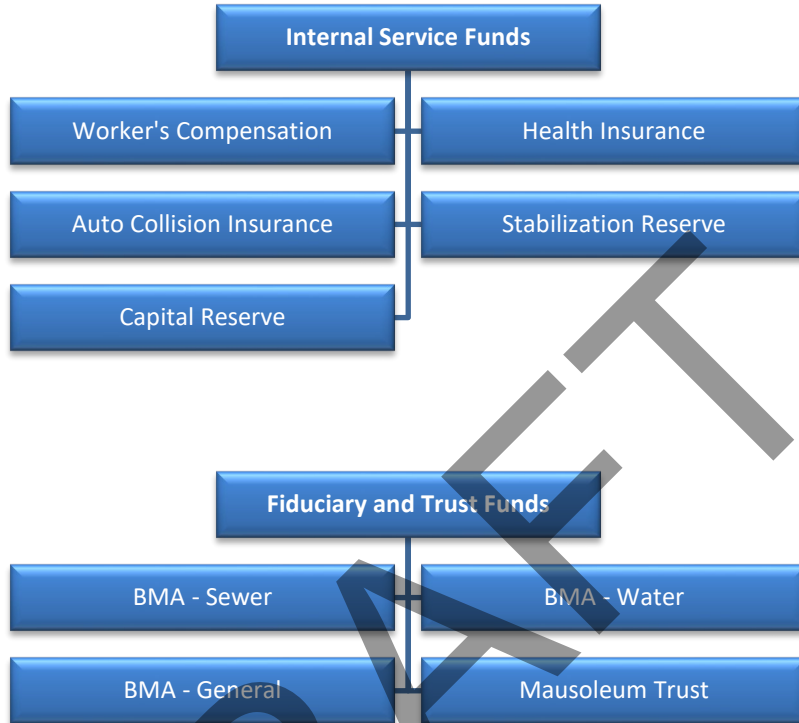 Internal Service Funds
Worker's Compensation
Health Insurance
Auto Collision Insurance
Stabilization Reserve
Capital Reserve
Fiduciary and Trust Funds
BMA - Sewer
BMA - Water
BMA - General
Mausoleum Trust
DRAFT